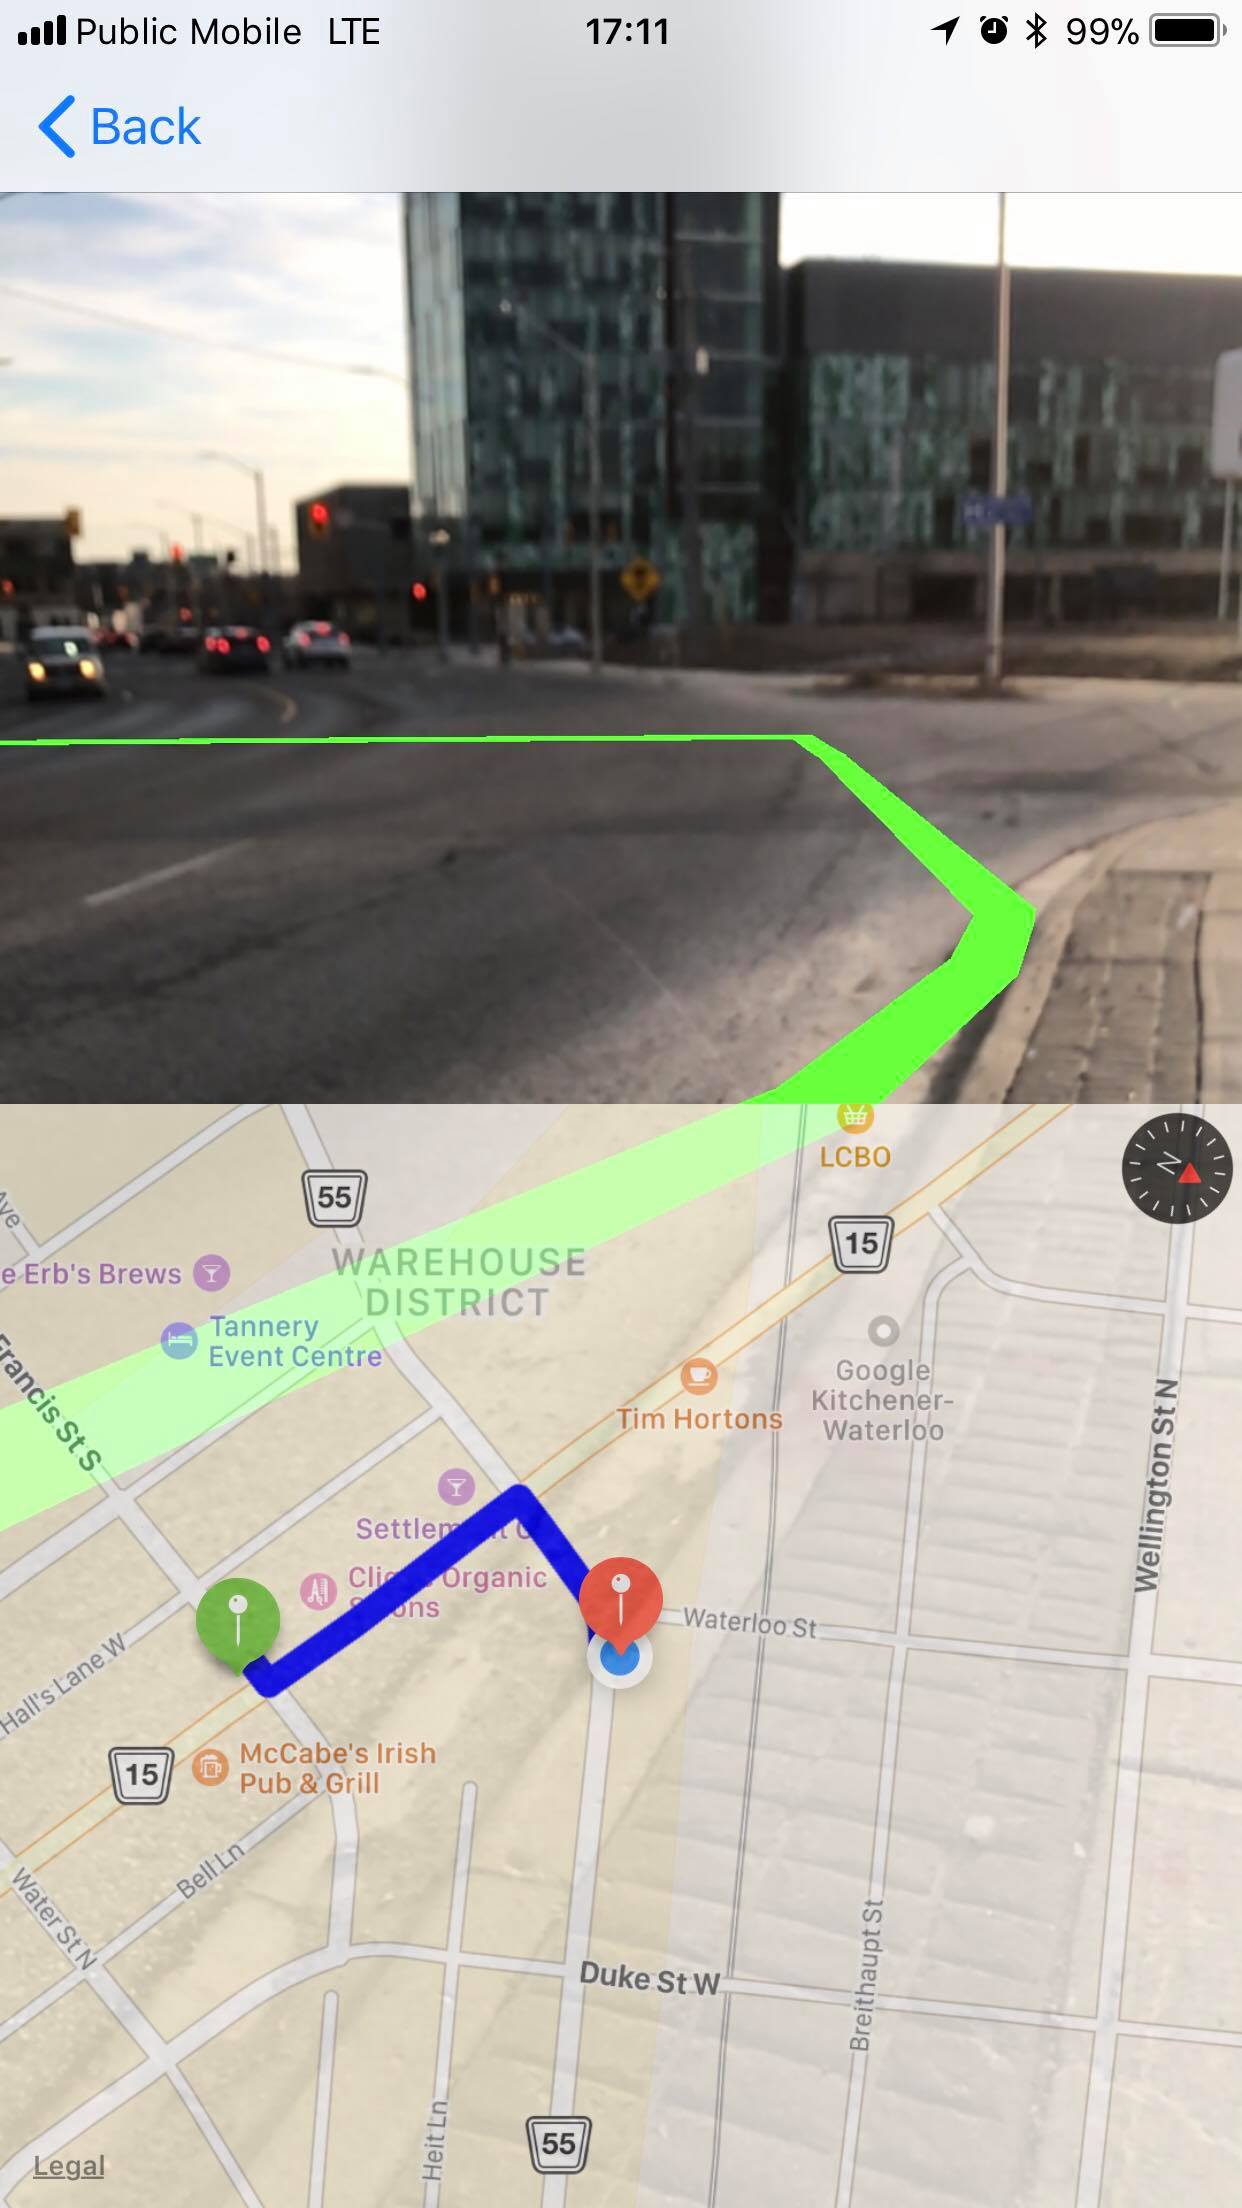 Public Mobile LTE 17:11 99%
Back
LCBO
55
15
WAREHOUSE
DISTRICT
e Erb's Brews
Tannery
Event Centre
Ave
Francis St S
Google
Kitchener-
Waterloo
Tim Hortons
Wellington St N
Settlem
Organic
ons
Waterloo St
Hall's Lane W
15
McCabe's Irish
Pub & Grill
Bell Ln
Water St N
Duke St W
Breithaupt St
Heit Ln
55
Legal
N